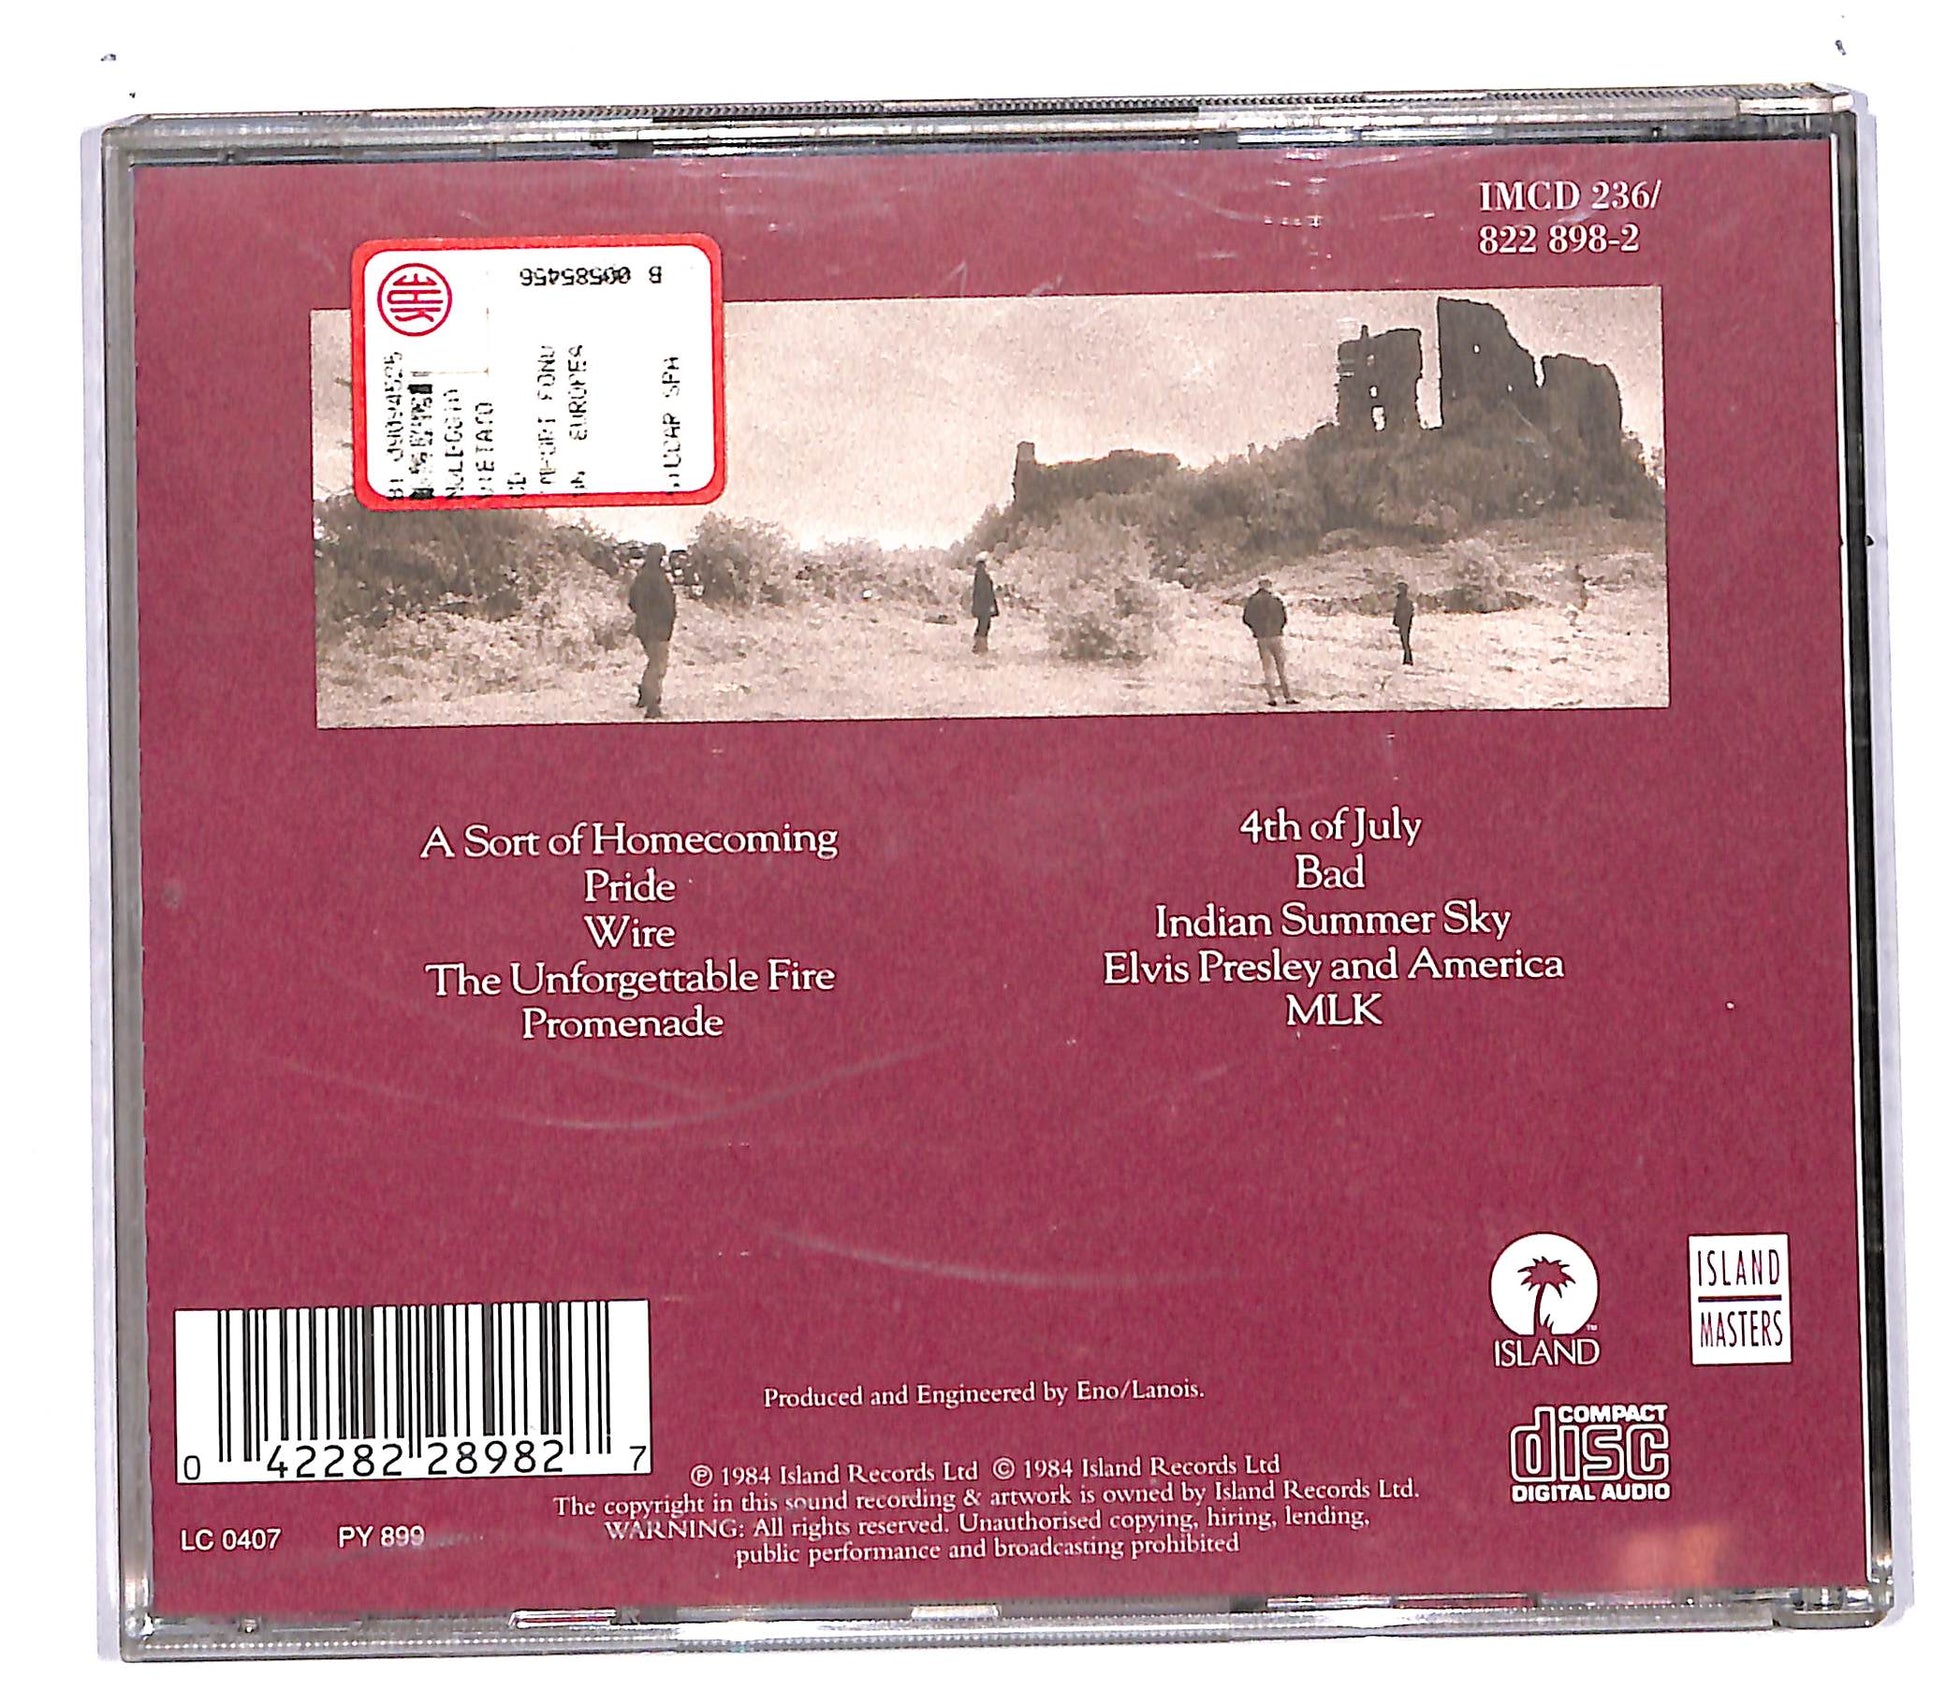 IMCD 236/
822 898-2
B 00585456
EUROPEA
A Sort of Homecoming
Pride
Wire
The Unforgettable Fire
Promenade
4th of July
Bad
Indian Summer Sky
Elvis Presley and America
MLK
ISLAND
ISLAND
MASTERS
Produced and Engineered by Eno/Lanois.
COMPACT
disc
DIGITAL AUDIO
0 42282 28982 7
℗ 1984 Island Records Ltd © 1984 Island Records Ltd
The copyright in this sound recording & artwork is owned by Island Records Ltd.
WARNING: All rights reserved. Unauthorised copying, hiring, lending,
public performance and broadcasting prohibited
LC 0407 PY 899